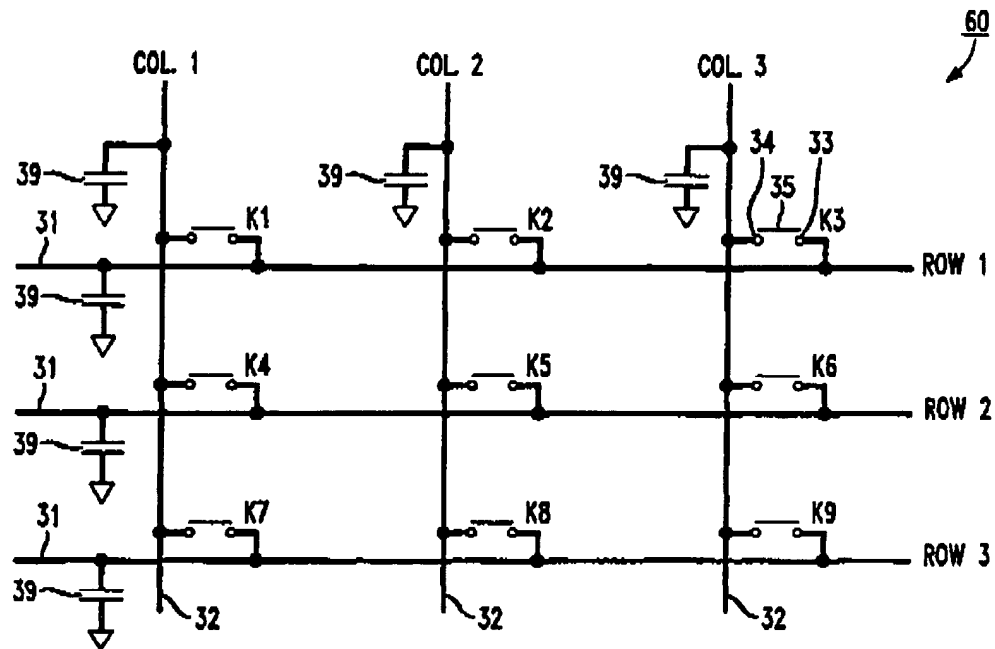 60
COL. 1 COL. 2 COL. 3
39 39 39 34 33
35
31 K1 K2 K3
ROW 1
39
31 K4 K5 K6
ROW 2
39
31 K7 K8 K9
ROW 3
39
32 32 32